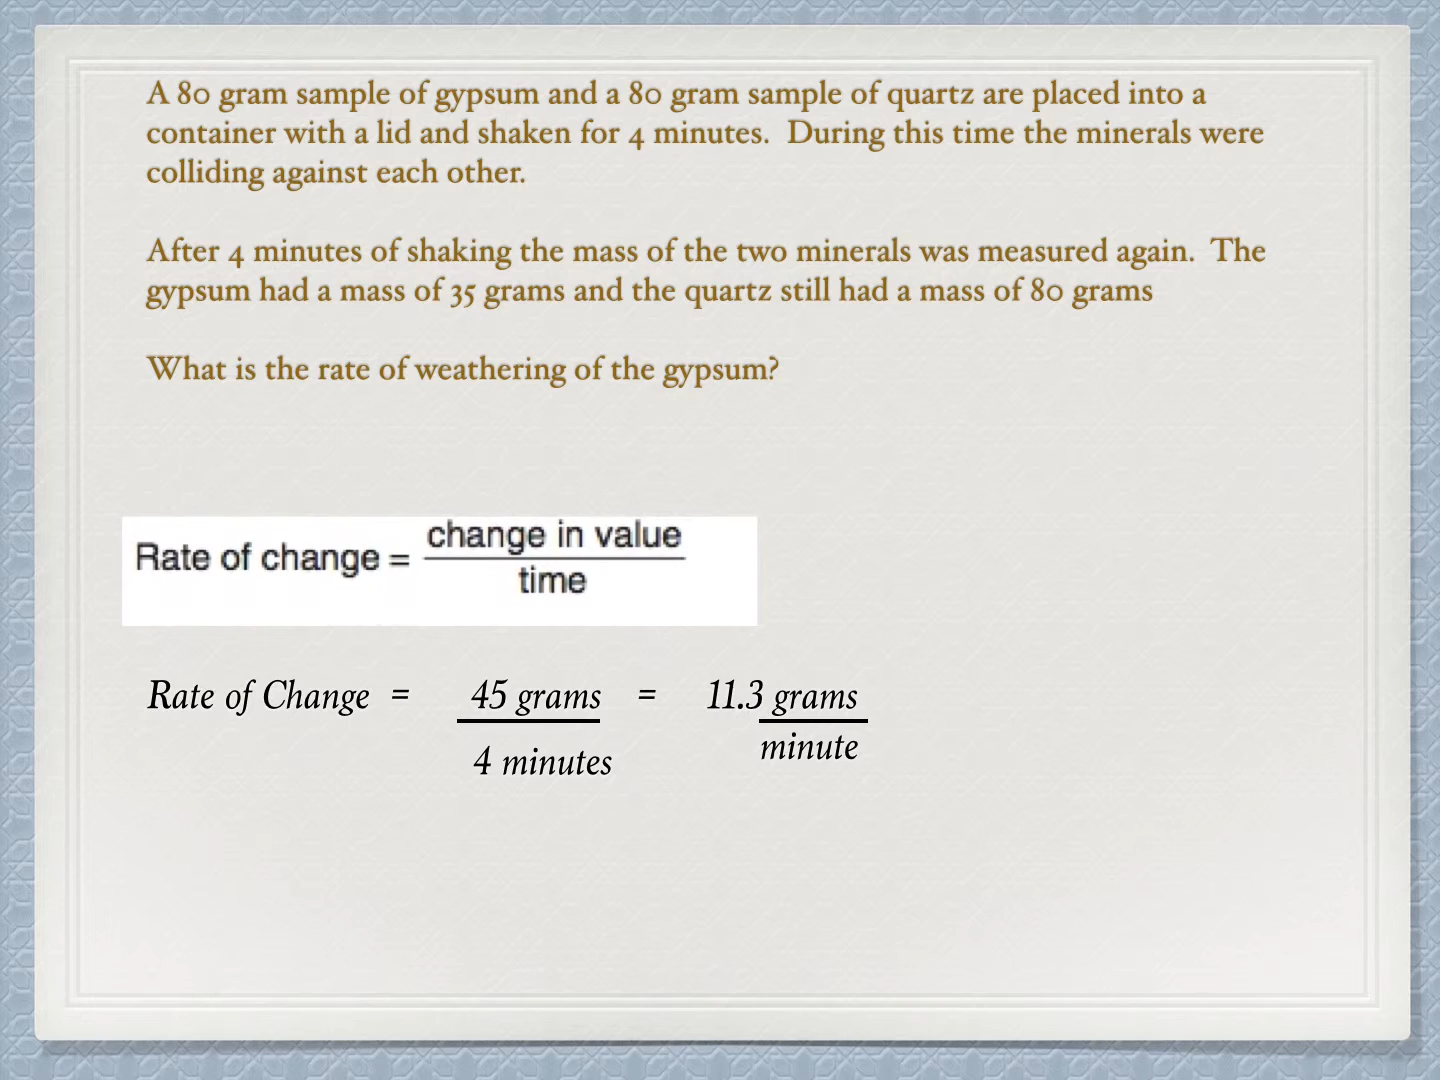 A 80 gram sample of gypsum and a 80 gram sample of quartz are placed into a
container with a lid and shaken for 4 minutes.  During this time the minerals were
colliding against each other.
After 4 minutes of shaking the mass of the two minerals was measured again.  The
gypsum had a mass of 35 grams and the quartz still had a mass of 80 grams
What is the rate of weathering of the gypsum?
Rate of change = change in value
time
Rate of Change = 45 grams = 11.3 grams
4 minutes minute